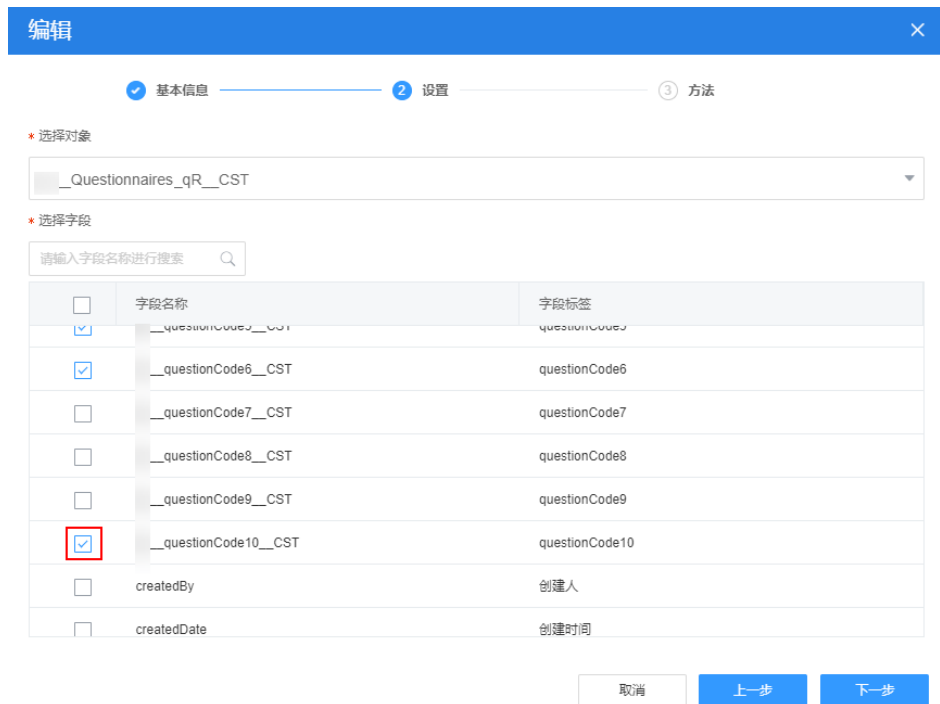 编辑
基本信息 2 设置 3 方法
* 选择对象
__Questionnaires_qR__CST
* 选择字段
请输入字段名称进行搜索
字段名称 字段标签
__questionCode5__CST questionCode5
__questionCode6__CST questionCode6
__questionCode7__CST questionCode7
__questionCode8__CST questionCode8
__questionCode9__CST questionCode9
__questionCode10__CST questionCode10
createdBy 创建人
createdDate 创建时间
取消 上一步 下一步